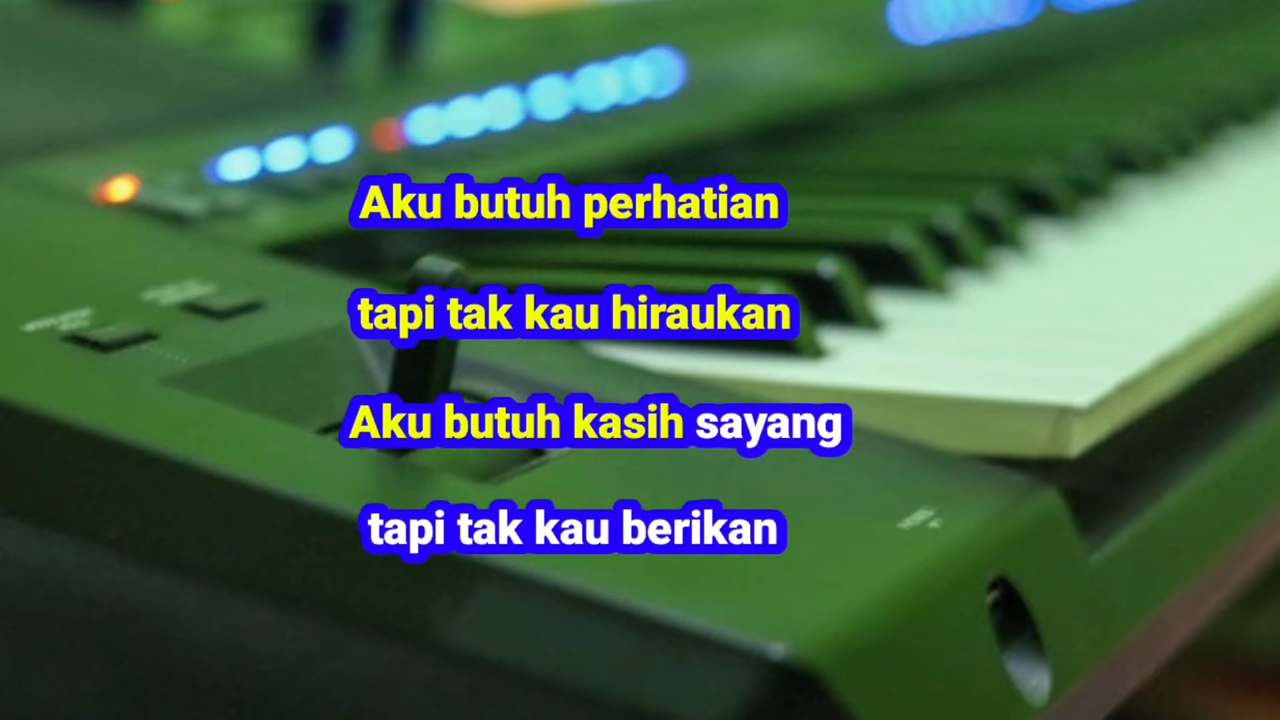 Aku butuh perhatian
tapi tak kau hiraukan
Aku butuh kasih sayang
tapi tak kau berikan